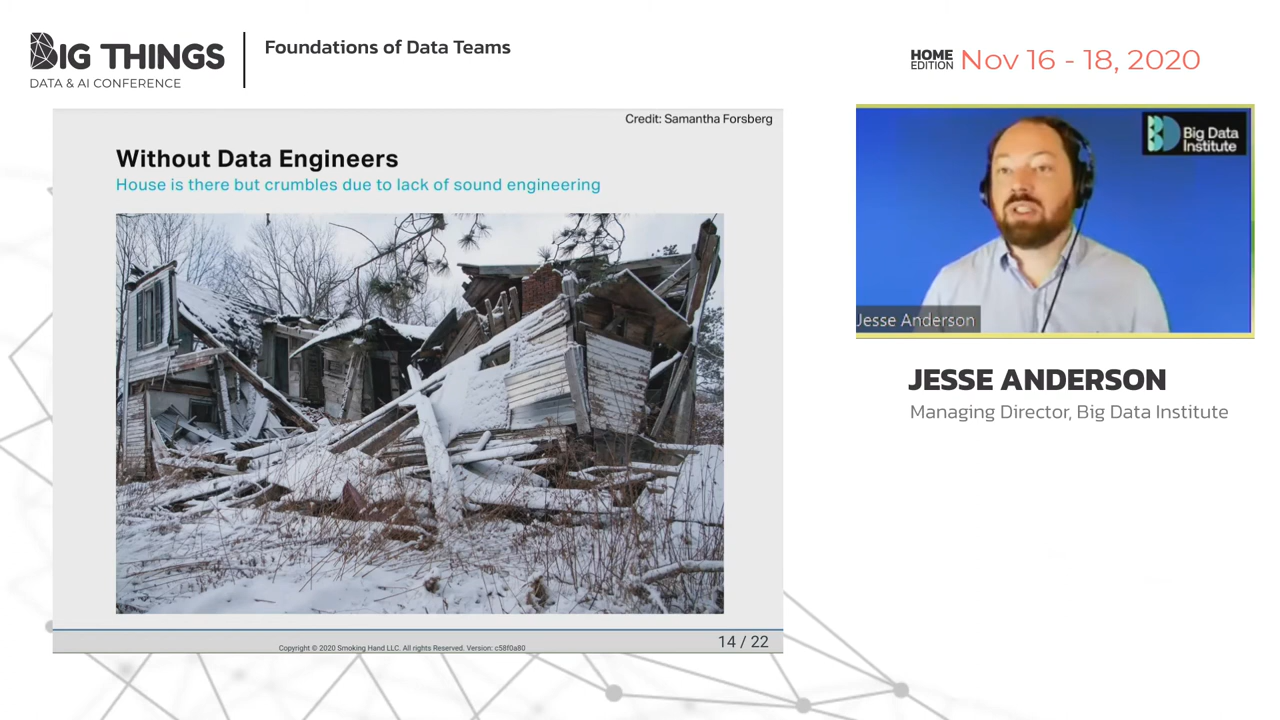 BIG THINGS
DATA & AI CONFERENCE
Foundations of Data Teams
HOME
EDITION
Nov 16 - 18, 2020
Credit: Samantha Forsberg
Without Data Engineers
House is there but crumbles due to lack of sound engineering
14 / 22
Copyright © 2020 Smoking Hand LLC. All rights Reserved. Version: c58f0a80
Big Data
Institute
Jesse Anderson
JESSE ANDERSON
Managing Director, Big Data Institute